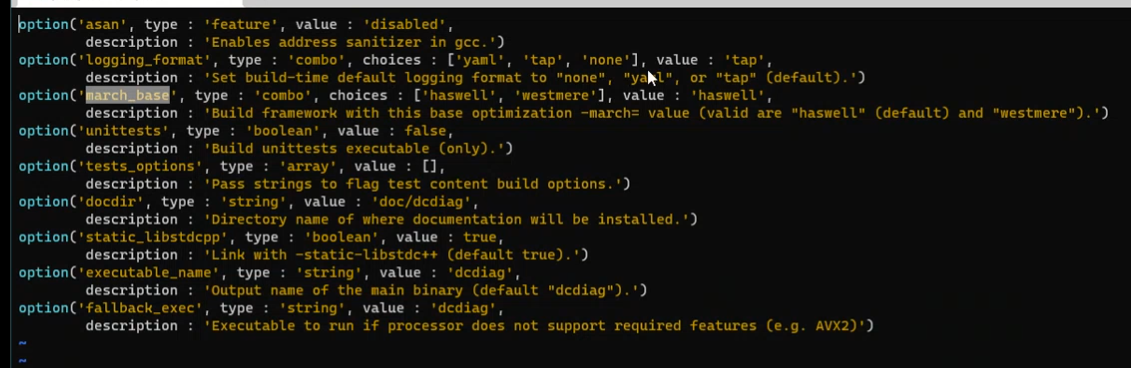 option('asan', type : 'feature', value : 'disabled',
description : 'Enables address sanitizer in gcc.')
option('logging_format', type : 'combo', choices : ['yaml', 'tap', 'none'], value : 'tap',
description : 'Set build-time default logging format to "none", "yaml", or "tap" (default).')
option('march_base', type : 'combo', choices : ['haswell', 'westmere'], value : 'haswell',
description : 'Build framework with this base optimization -march= value (valid are "haswell" (default) and "westmere").')
option('unittests', type : 'boolean', value : false,
description : 'Build unittests executable (only).')
option('tests_options', type : 'array', value : [],
description : 'Pass strings to flag test content build options.')
option('docdir', type : 'string', value : 'doc/dcdiag',
description : 'Directory name of where documentation will be installed.')
option('static_libstdcpp', type : 'boolean', value : true,
description : 'Link with -static-libstdc++ (default true).')
option('executable_name', type : 'string', value : 'dcdiag',
description : 'Output name of the main binary (default "dcdiag").')
option('fallback_exec', type : 'string', value : 'dcdiag',
description : 'Executable to run if processor does not support required features (e.g. AVX2)')
~
~